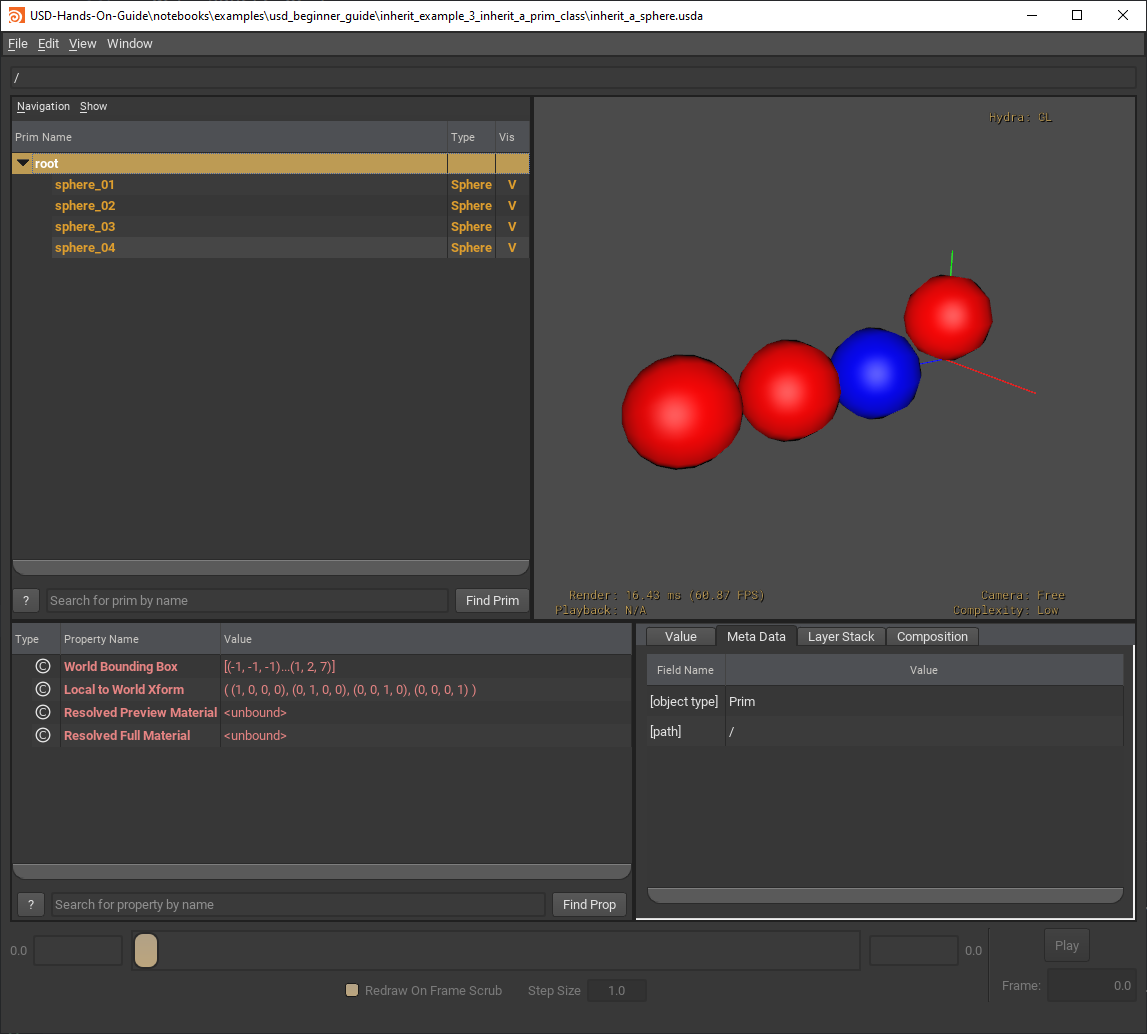 USD-Hands-On-Guide\notebooks\examples\usd_beginner_guide\inherit_example_3_inherit_a_prim_class\inherit_a_sphere.usda
File Edit View Window
/
Navigation Show
Prim Name Type Vis
root
sphere_01 Sphere V
sphere_02 Sphere V
sphere_03 Sphere V
sphere_04 Sphere V
? Search for prim by name Find Prim
Hydra: GL
Render: 16.43 ms (60.87 FPS)
Playback: N/A
Camera: Free
Complexity: Low
Type Property Name Value
© World Bounding Box [(-1, -1, -1)...(1, 2, 7)]
© Local to World Xform ( (1, 0, 0, 0), (0, 1, 0, 0), (0, 0, 1, 0), (0, 0, 0, 1) )
© Resolved Preview Material <unbound>
© Resolved Full Material <unbound>
? Search for property by name Find Prop
Value Meta Data Layer Stack Composition
Field Name Value
[object type] Prim
[path] /
0.0 0.0 Play
Redraw On Frame Scrub Step Size 1.0 Frame: 0.0